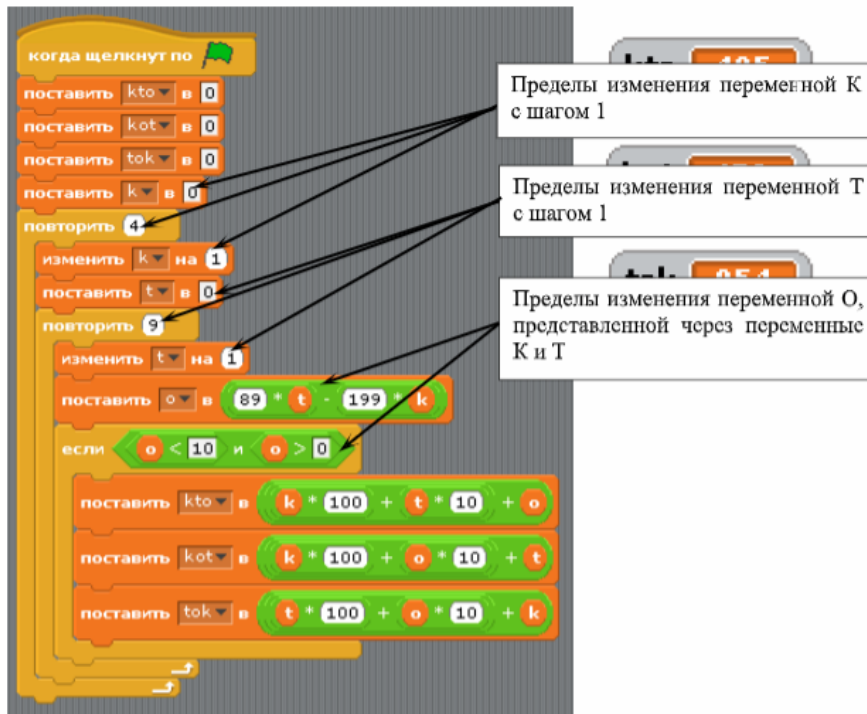 когда щелкнут по
поставить kto в 0
поставить kot в 0
поставить tok в 0
поставить k в 0
повторить 4
изменить k на 1
поставить t в 0
повторить 9
изменить t на 1
поставить o в 89 * t - 199 * k
если o < 10 и o > 0
поставить kto в k * 100 + t * 10 + o
поставить kot в k * 100 + o * 10 + t
поставить tok в t * 100 + o * 10 + k
Пределы изменения переменной К
с шагом 1
Пределы изменения переменной Т
с шагом 1
Пределы изменения переменной О,
представленной через переменные
К и Т